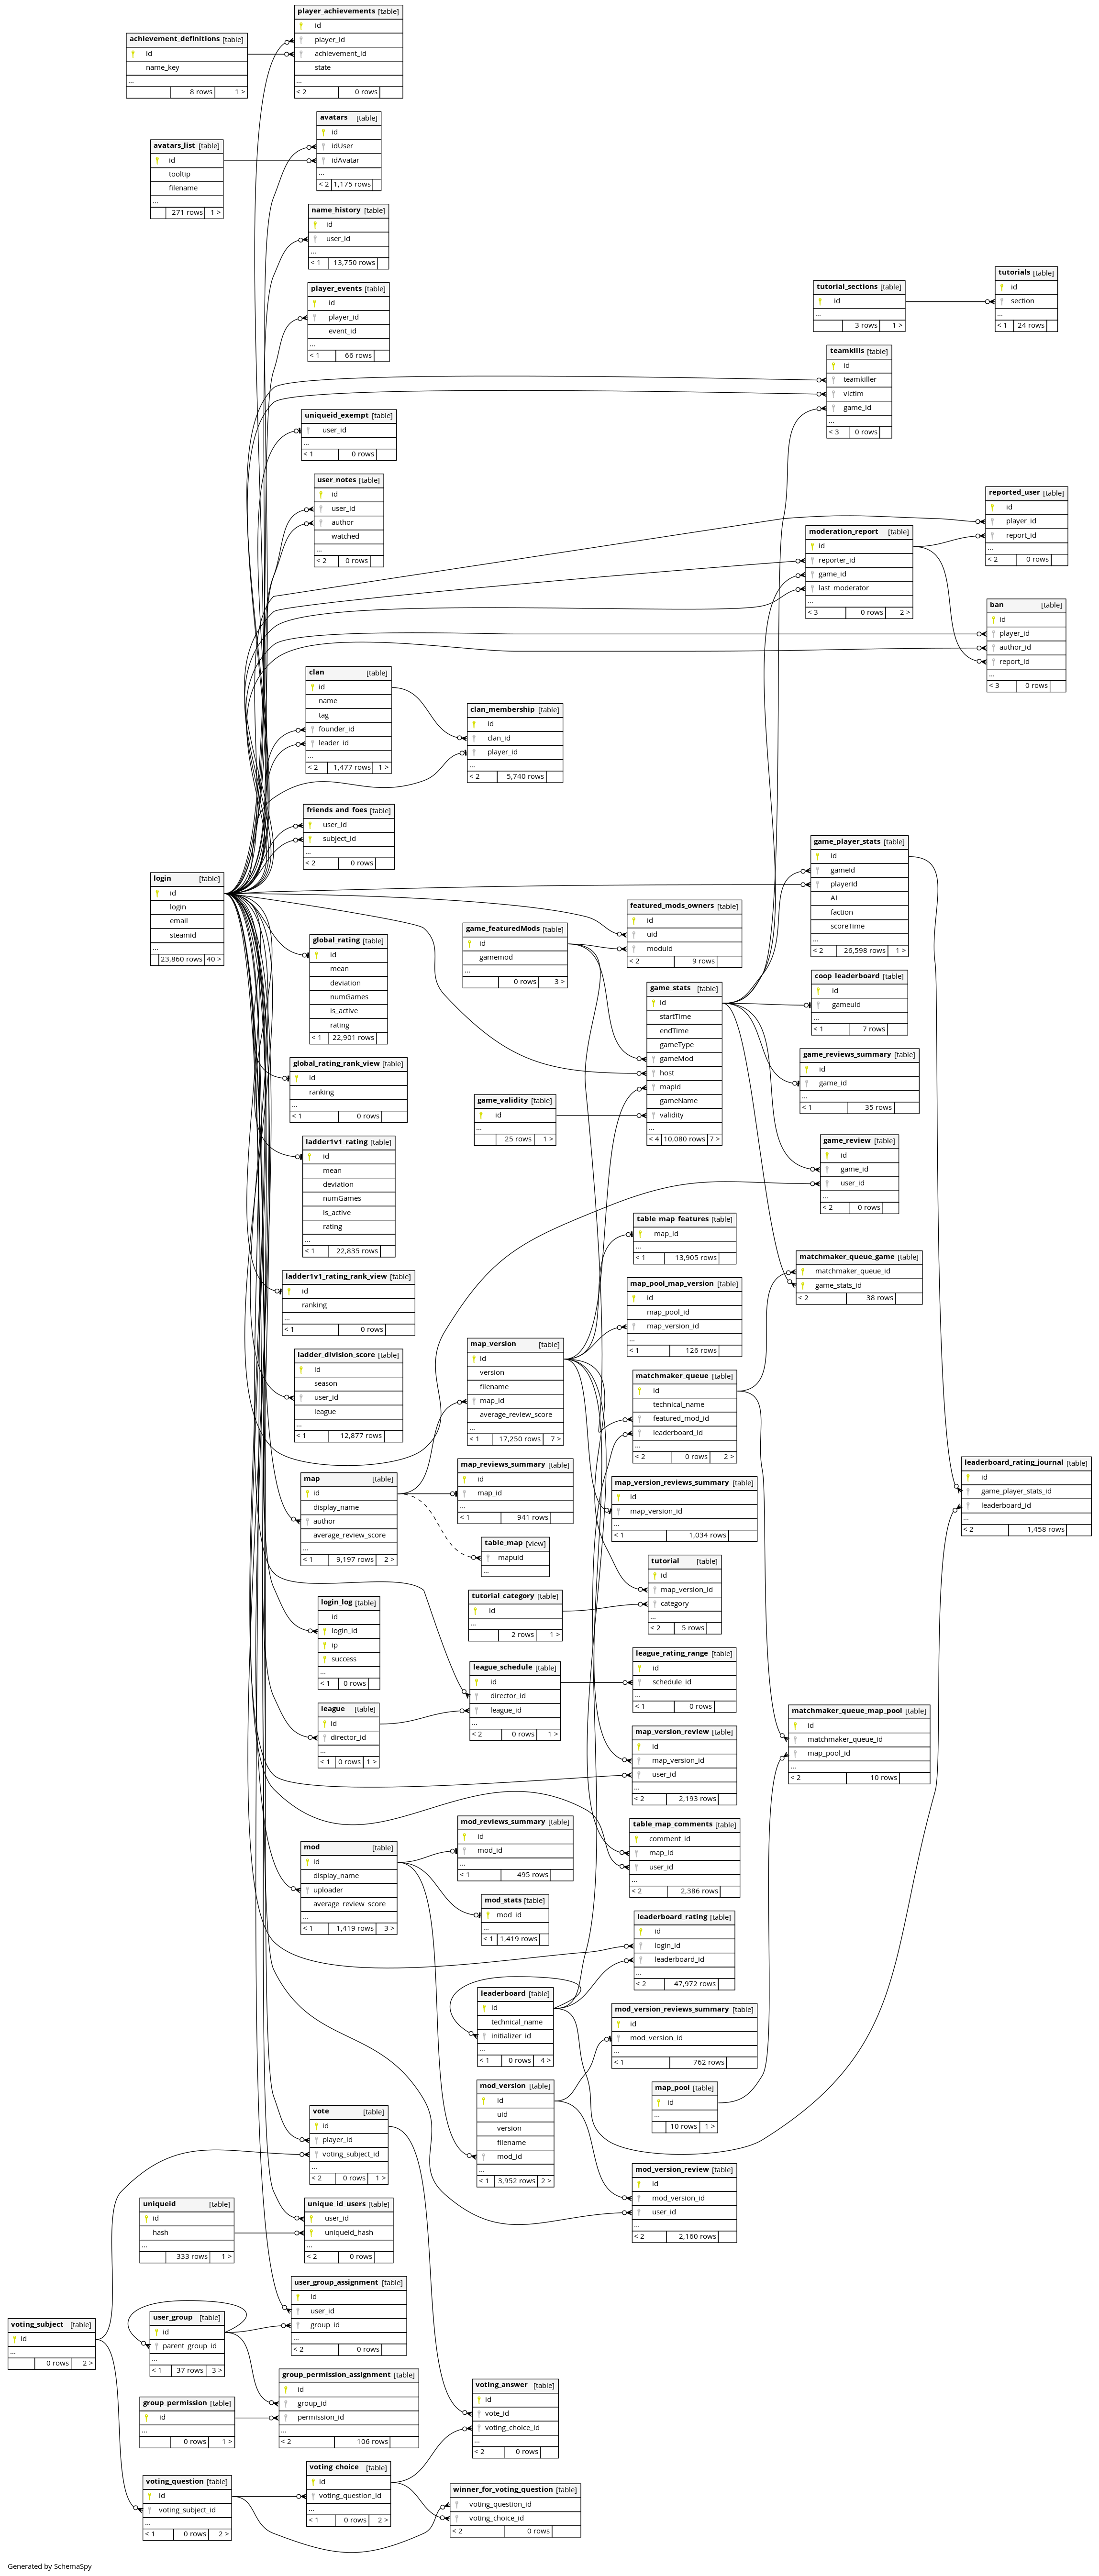 player_achievements [table]
id
player_id
achievement_id
state
...
< 2 0 rows
achievement_definitions [table]
id
name_key
...
8 rows 1 >
avatars [table]
id
idUser
idAvatar
...
< 2 1,175 rows
avatars_list [table]
id
tooltip
filename
...
271 rows 1 >
name_history [table]
id
user_id
...
< 1 13,750 rows
player_events [table]
id
player_id
event_id
...
< 1 66 rows
tutorial_sections [table]
id
...
3 rows 1 >
tutorials [table]
id
section
...
< 1 24 rows
teamkills [table]
id
teamkiller
victim
game_id
...
< 3 0 rows
uniqueid_exempt [table]
user_id
...
< 1 0 rows
user_notes [table]
id
user_id
author
watched
...
< 2 0 rows
reported_user [table]
id
player_id
report_id
...
< 2 0 rows
moderation_report [table]
id
reporter_id
game_id
last_moderator
...
< 3 0 rows 2 >
ban [table]
id
player_id
author_id
report_id
...
< 3 0 rows
clan [table]
id
name
tag
founder_id
leader_id
...
< 2 1,477 rows 1 >
clan_membership [table]
id
clan_id
player_id
...
< 2 5,740 rows
friends_and_foes [table]
user_id
subject_id
...
< 2 0 rows
login [table]
id
login
email
steamid
...
23,860 rows 40 >
game_player_stats [table]
id
gameId
playerId
AI
faction
scoreTime
...
< 2 26,598 rows 1 >
featured_mods_owners [table]
id
uid
moduid
...
< 2 9 rows
game_featuredMods [table]
id
gamemod
...
0 rows 3 >
global_rating [table]
id
mean
deviation
numGames
is_active
rating
...
< 1 22,901 rows
game_stats [table]
id
startTime
endTime
gameType
gameMod
host
mapId
gameName
validity
...
< 4 10,080 rows 7 >
coop_leaderboard [table]
id
gameuid
...
< 1 7 rows
game_reviews_summary [table]
id
game_id
...
< 1 35 rows
global_rating_rank_view [table]
id
ranking
...
< 1 0 rows
game_validity [table]
id
...
25 rows 1 >
game_review [table]
id
game_id
user_id
...
< 2 0 rows
ladder1v1_rating [table]
id
mean
deviation
numGames
is_active
rating
...
< 1 22,835 rows
table_map_features [table]
map_id
...
< 1 13,905 rows
matchmaker_queue_game [table]
matchmaker_queue_id
game_stats_id
...
< 2 38 rows
ladder1v1_rating_rank_view [table]
id
ranking
...
< 1 0 rows
map_pool_map_version [table]
id
map_pool_id
map_version_id
...
< 1 126 rows
map_version [table]
id
version
filename
map_id
average_review_score
...
< 1 17,250 rows 7 >
ladder_division_score [table]
id
season
user_id
league
...
< 1 12,877 rows
matchmaker_queue [table]
id
technical_name
featured_mod_id
leaderboard_id
...
< 2 0 rows 2 >
leaderboard_rating_journal [table]
id
game_player_stats_id
leaderboard_id
...
< 2 1,458 rows
map_reviews_summary [table]
id
map_id
...
< 1 941 rows
map [table]
id
display_name
author
average_review_score
...
< 1 9,197 rows 2 >
map_version_reviews_summary [table]
id
map_version_id
...
< 1 1,034 rows
table_map [view]
mapuid
...
tutorial [table]
id
map_version_id
category
...
< 2 5 rows
tutorial_category [table]
id
...
2 rows 1 >
login_log [table]
id
login_id
ip
success
...
< 1 0 rows
league_rating_range [table]
id
schedule_id
...
< 1 0 rows
league_schedule [table]
id
director_id
league_id
...
< 2 0 rows 1 >
league [table]
id
director_id
...
< 1 0 rows 1 >
matchmaker_queue_map_pool [table]
id
matchmaker_queue_id
map_pool_id
...
< 2 10 rows
map_version_review [table]
id
map_version_id
user_id
...
< 2 2,193 rows
mod_reviews_summary [table]
id
mod_id
...
< 1 495 rows
table_map_comments [table]
comment_id
map_id
user_id
...
< 2 2,386 rows
mod [table]
id
display_name
uploader
average_review_score
...
< 1 1,419 rows 3 >
mod_stats [table]
mod_id
...
< 1 1,419 rows
leaderboard_rating [table]
id
login_id
leaderboard_id
...
< 2 47,972 rows
leaderboard [table]
id
technical_name
initializer_id
...
< 1 0 rows 4 >
mod_version_reviews_summary [table]
id
mod_version_id
...
< 1 762 rows
mod_version [table]
id
uid
version
filename
mod_id
...
< 1 3,952 rows 2 >
map_pool [table]
id
...
10 rows 1 >
vote [table]
id
player_id
voting_subject_id
...
< 2 0 rows 1 >
mod_version_review [table]
id
mod_version_id
user_id
...
< 2 2,160 rows
uniqueid [table]
id
hash
...
333 rows 1 >
unique_id_users [table]
id
user_id
uniqueid_hash
...
< 2 0 rows
user_group_assignment [table]
id
user_id
group_id
...
< 2 0 rows
user_group [table]
id
parent_group_id
...
< 1 37 rows 3 >
voting_subject [table]
id
...
0 rows 2 >
group_permission_assignment [table]
id
group_id
permission_id
...
< 2 106 rows
group_permission [table]
id
...
0 rows 1 >
voting_answer [table]
id
vote_id
voting_choice_id
...
< 2 0 rows
voting_choice [table]
id
voting_question_id
...
< 1 0 rows 2 >
voting_question [table]
id
voting_subject_id
...
< 1 0 rows 2 >
winner_for_voting_question [table]
voting_question_id
voting_choice_id
...
< 2 0 rows
Generated by SchemaSpy